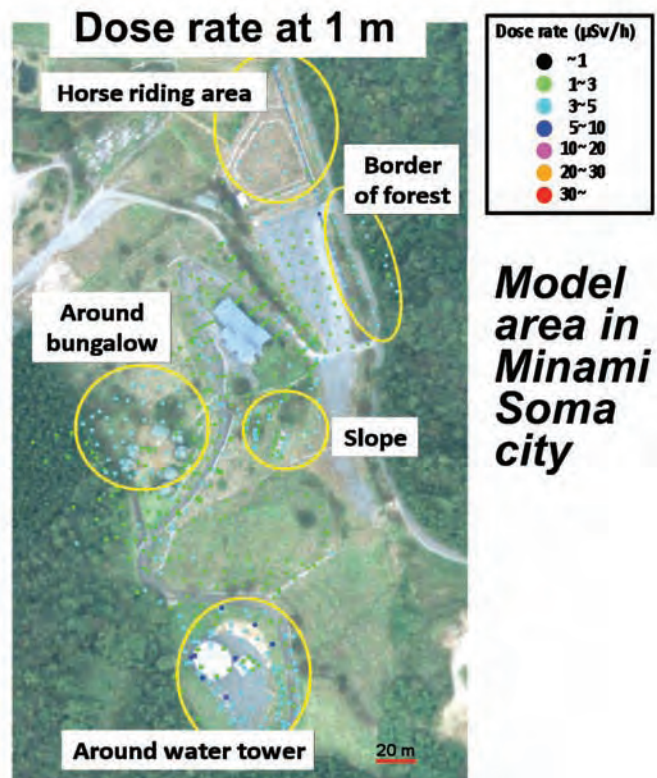 Dose rate at 1 m
Horse riding area
Border
of forest
Around
bungalow
Slope
Around water tower
20 m
Dose rate (µSv/h)
~1
1~3
3~5
5~10
10~20
20~30
30~
Model
area in
Minami
Soma
city